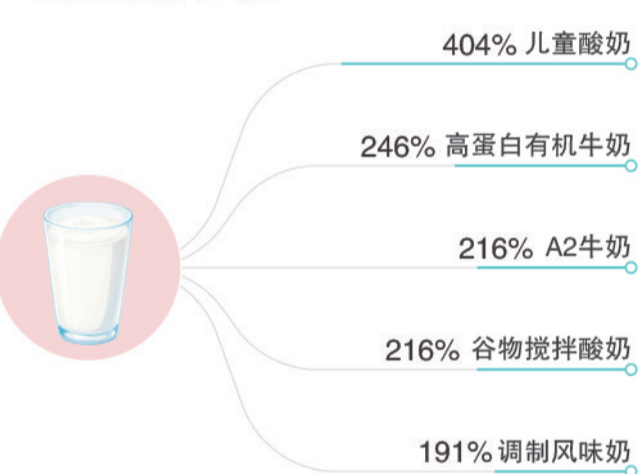 404% 儿童酸奶
246% 高蛋白有机牛奶
216% A2牛奶
216% 谷物搅拌酸奶
191% 调制风味奶